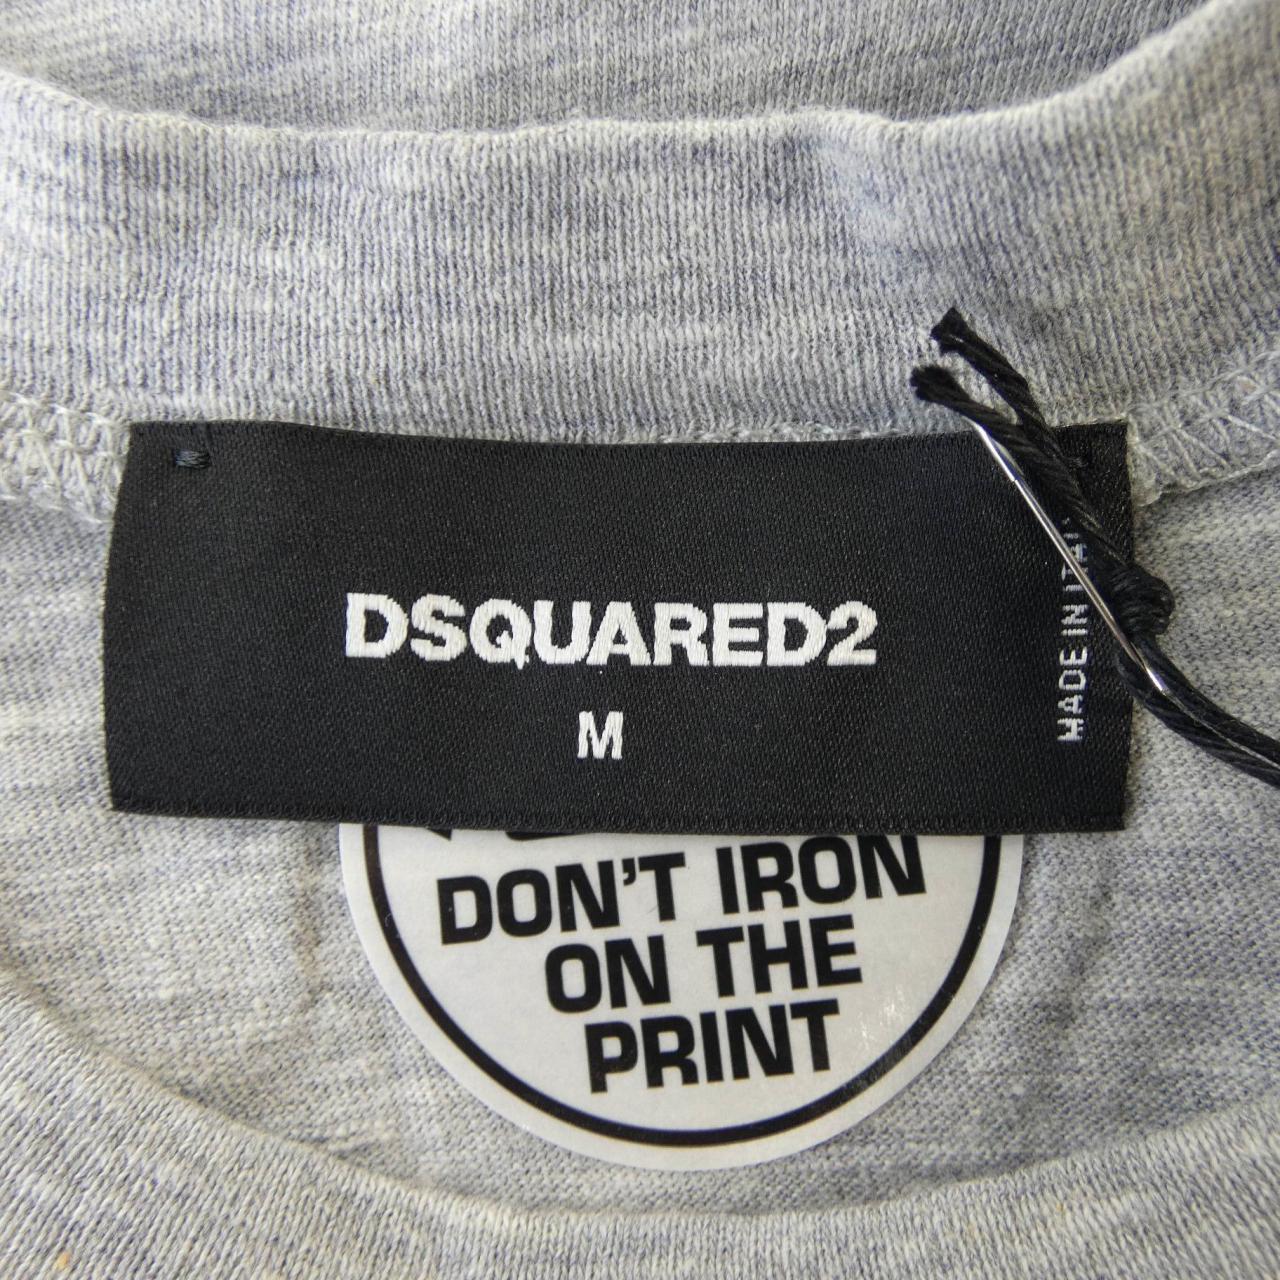 DSQUARED2
M
MADE IN ITALY
DON'T IRON
ON THE
PRINT